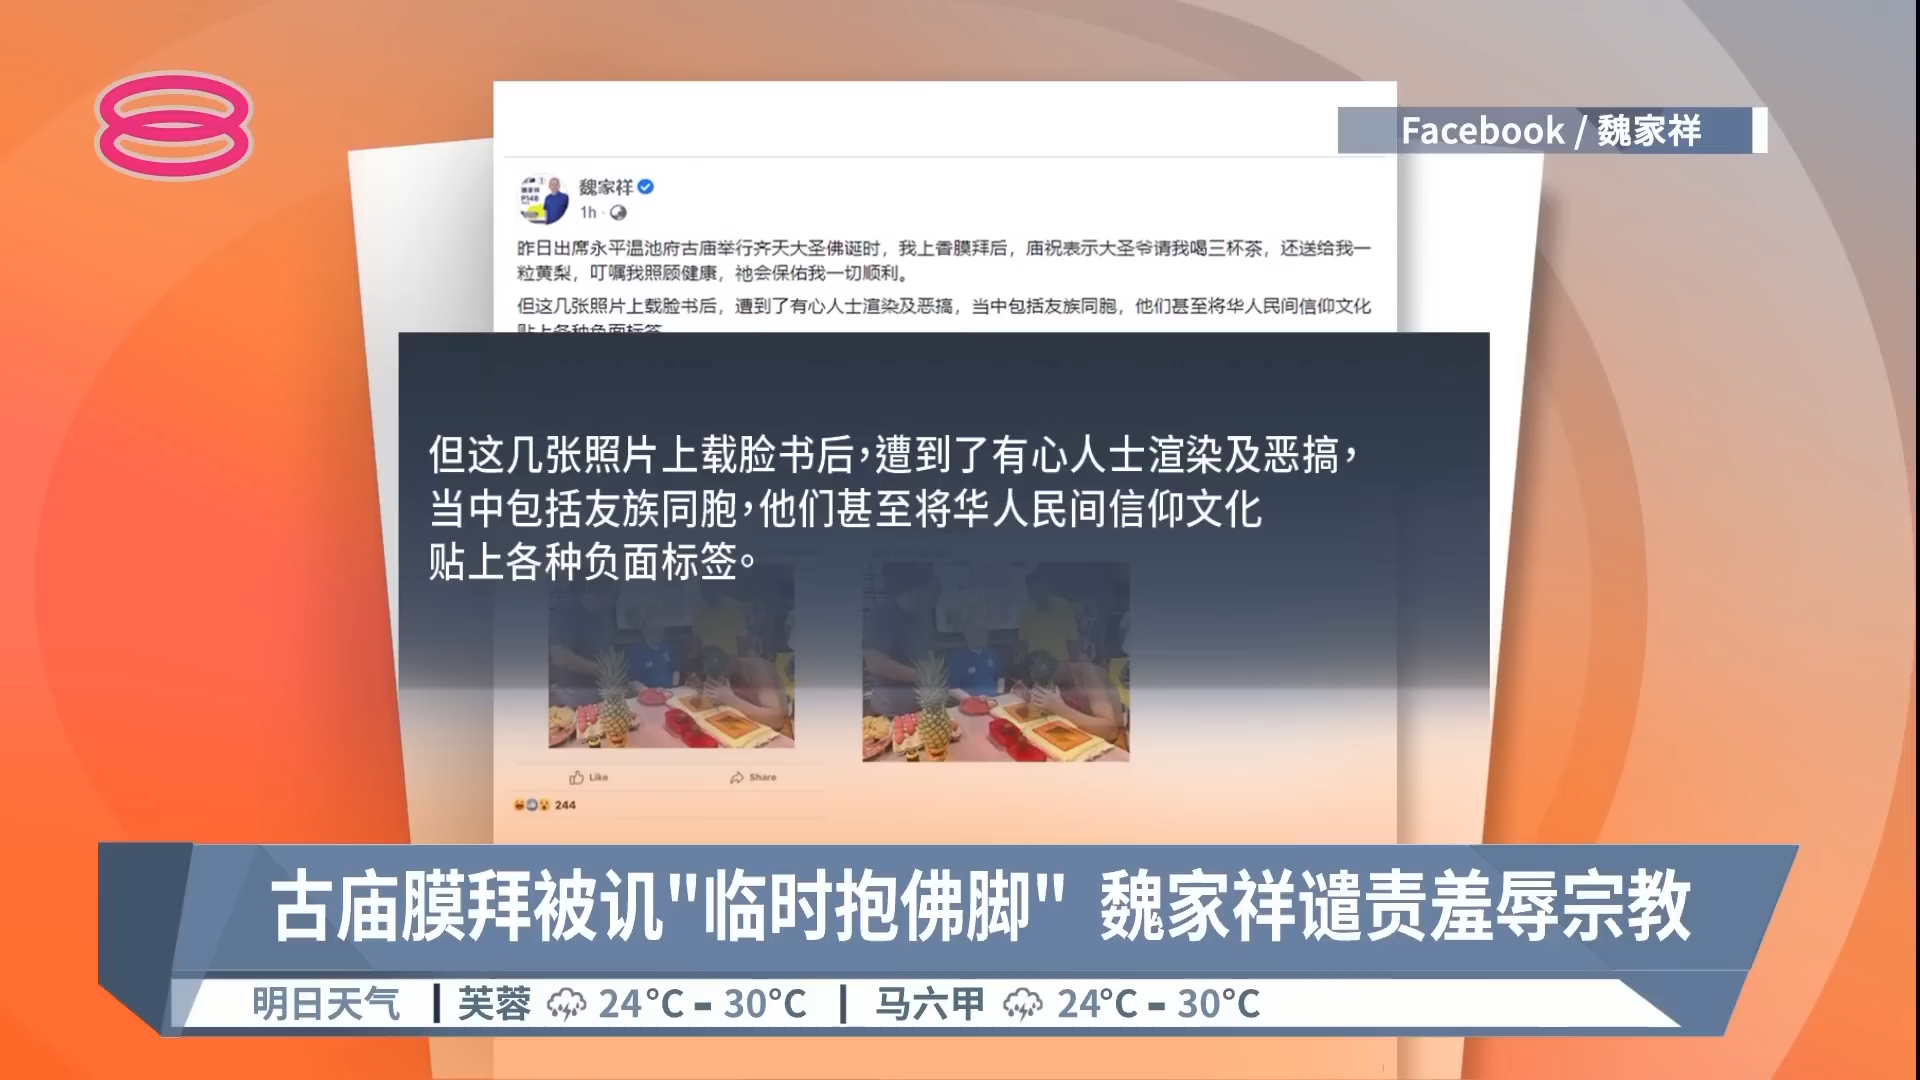 Facebook / 魏家祥
魏家祥
1h
昨日出席永平温池府古庙举行齐天大圣佛诞时，我上香膜拜后，庙祝表示大圣爷请我喝三杯茶，还送给我一
粒黄梨，叮嘱我照顾健康，祂会保佑我一切顺利。
但这几张照片上载脸书后，遭到了有心人士渲染及恶搞，当中包括友族同胞，他们甚至将华人民间信仰文化
贴上各种负面标签
但这几张照片上载脸书后，遭到了有心人士渲染及恶搞，
当中包括友族同胞，他们甚至将华人民间信仰文化
贴上各种负面标签。
Like Share
244
古庙膜拜被讥"临时抱佛脚" 魏家祥谴责羞辱宗教
明日天气 | 芙蓉 24°C - 30°C | 马六甲 24°C - 30°C